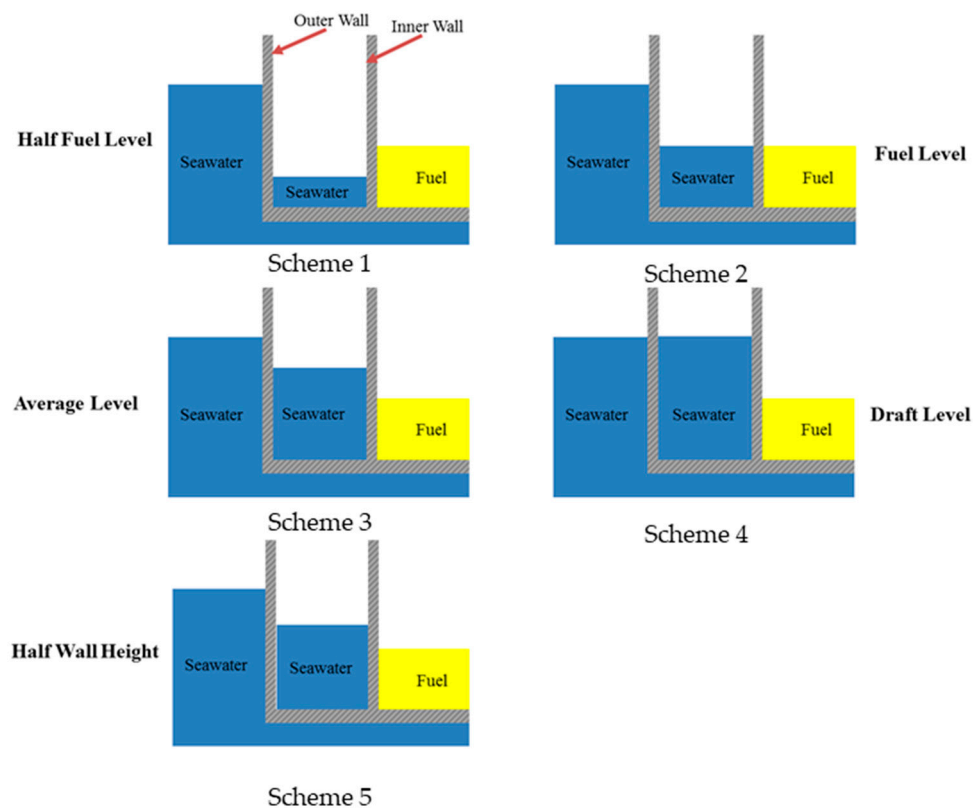 Outer Wall
Inner Wall
Half Fuel Level
Seawater
Seawater
Fuel
Scheme 1
Seawater
Seawater
Fuel
Fuel Level
Scheme 2
Average Level
Seawater
Seawater
Fuel
Scheme 3
Seawater
Seawater
Fuel
Draft Level
Scheme 4
Half Wall Height
Seawater
Seawater
Fuel
Scheme 5